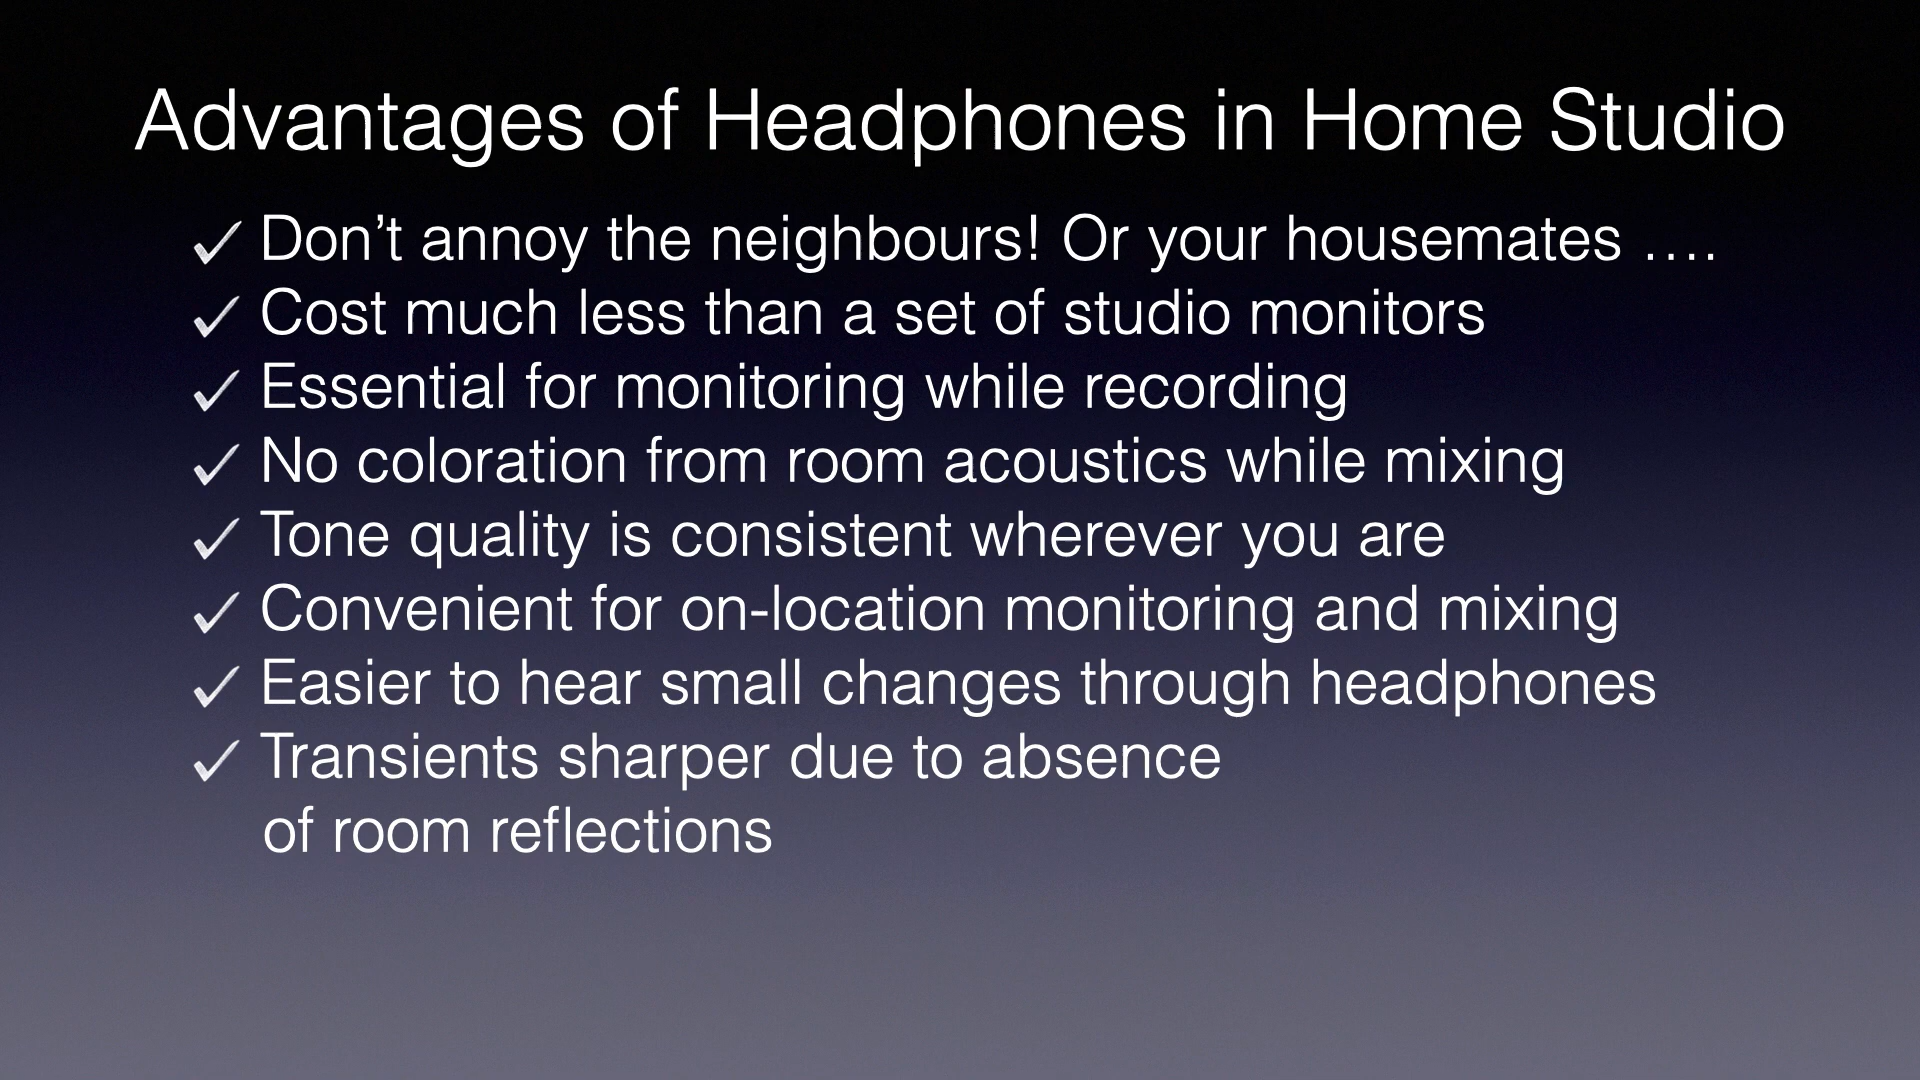 Advantages of Headphones in Home Studio
✓ Don’t annoy the neighbours! Or your housemates ….
✓ Cost much less than a set of studio monitors
✓ Essential for monitoring while recording
✓ No coloration from room acoustics while mixing
✓ Tone quality is consistent wherever you are
✓ Convenient for on-location monitoring and mixing
✓ Easier to hear small changes through headphones
✓ Transients sharper due to absence
of room reflections